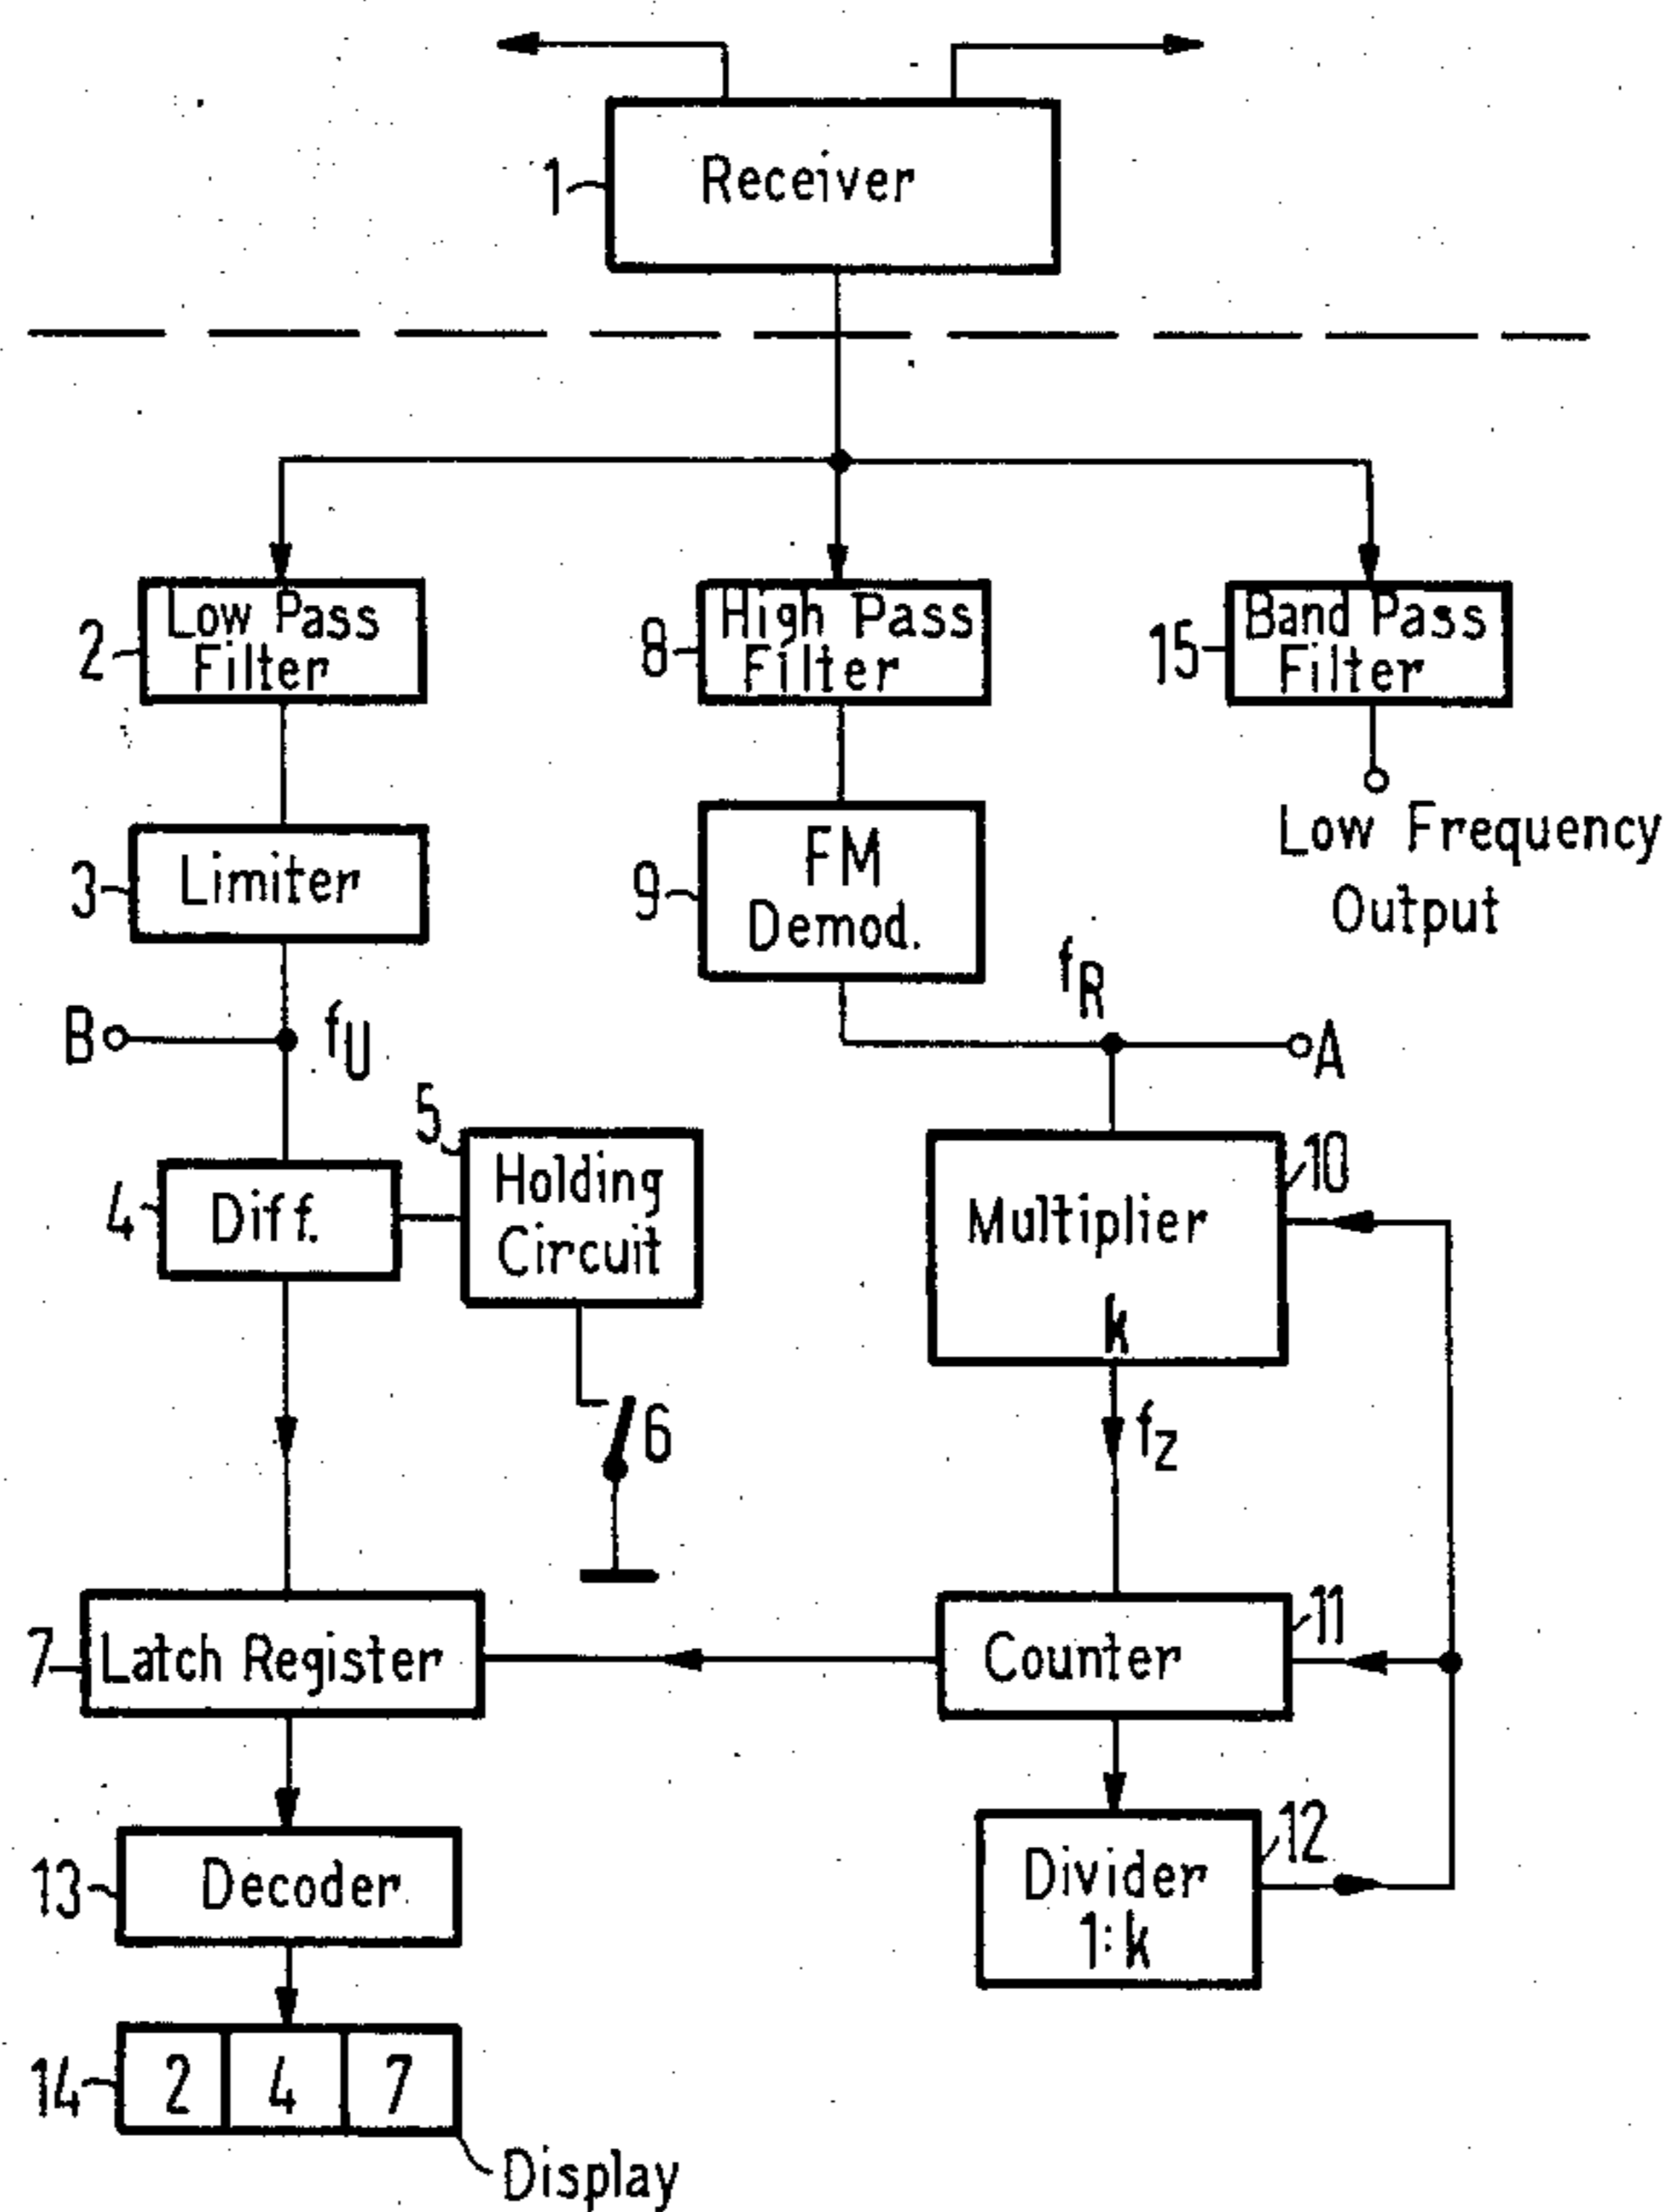 1
Receiver
2
Low Pass
Filter
8
High Pass
Filter
15
Band Pass
Filter
Low Frequency
Output
3
Limiter
9
FM
Demod.
B
fU
fR
A
4
Diff.
5
Holding
Circuit
6
10
Multiplier
k
fz
7
Latch Register
11
Counter
12
Divider
1:k
13
Decoder
14
2 4 7
Display